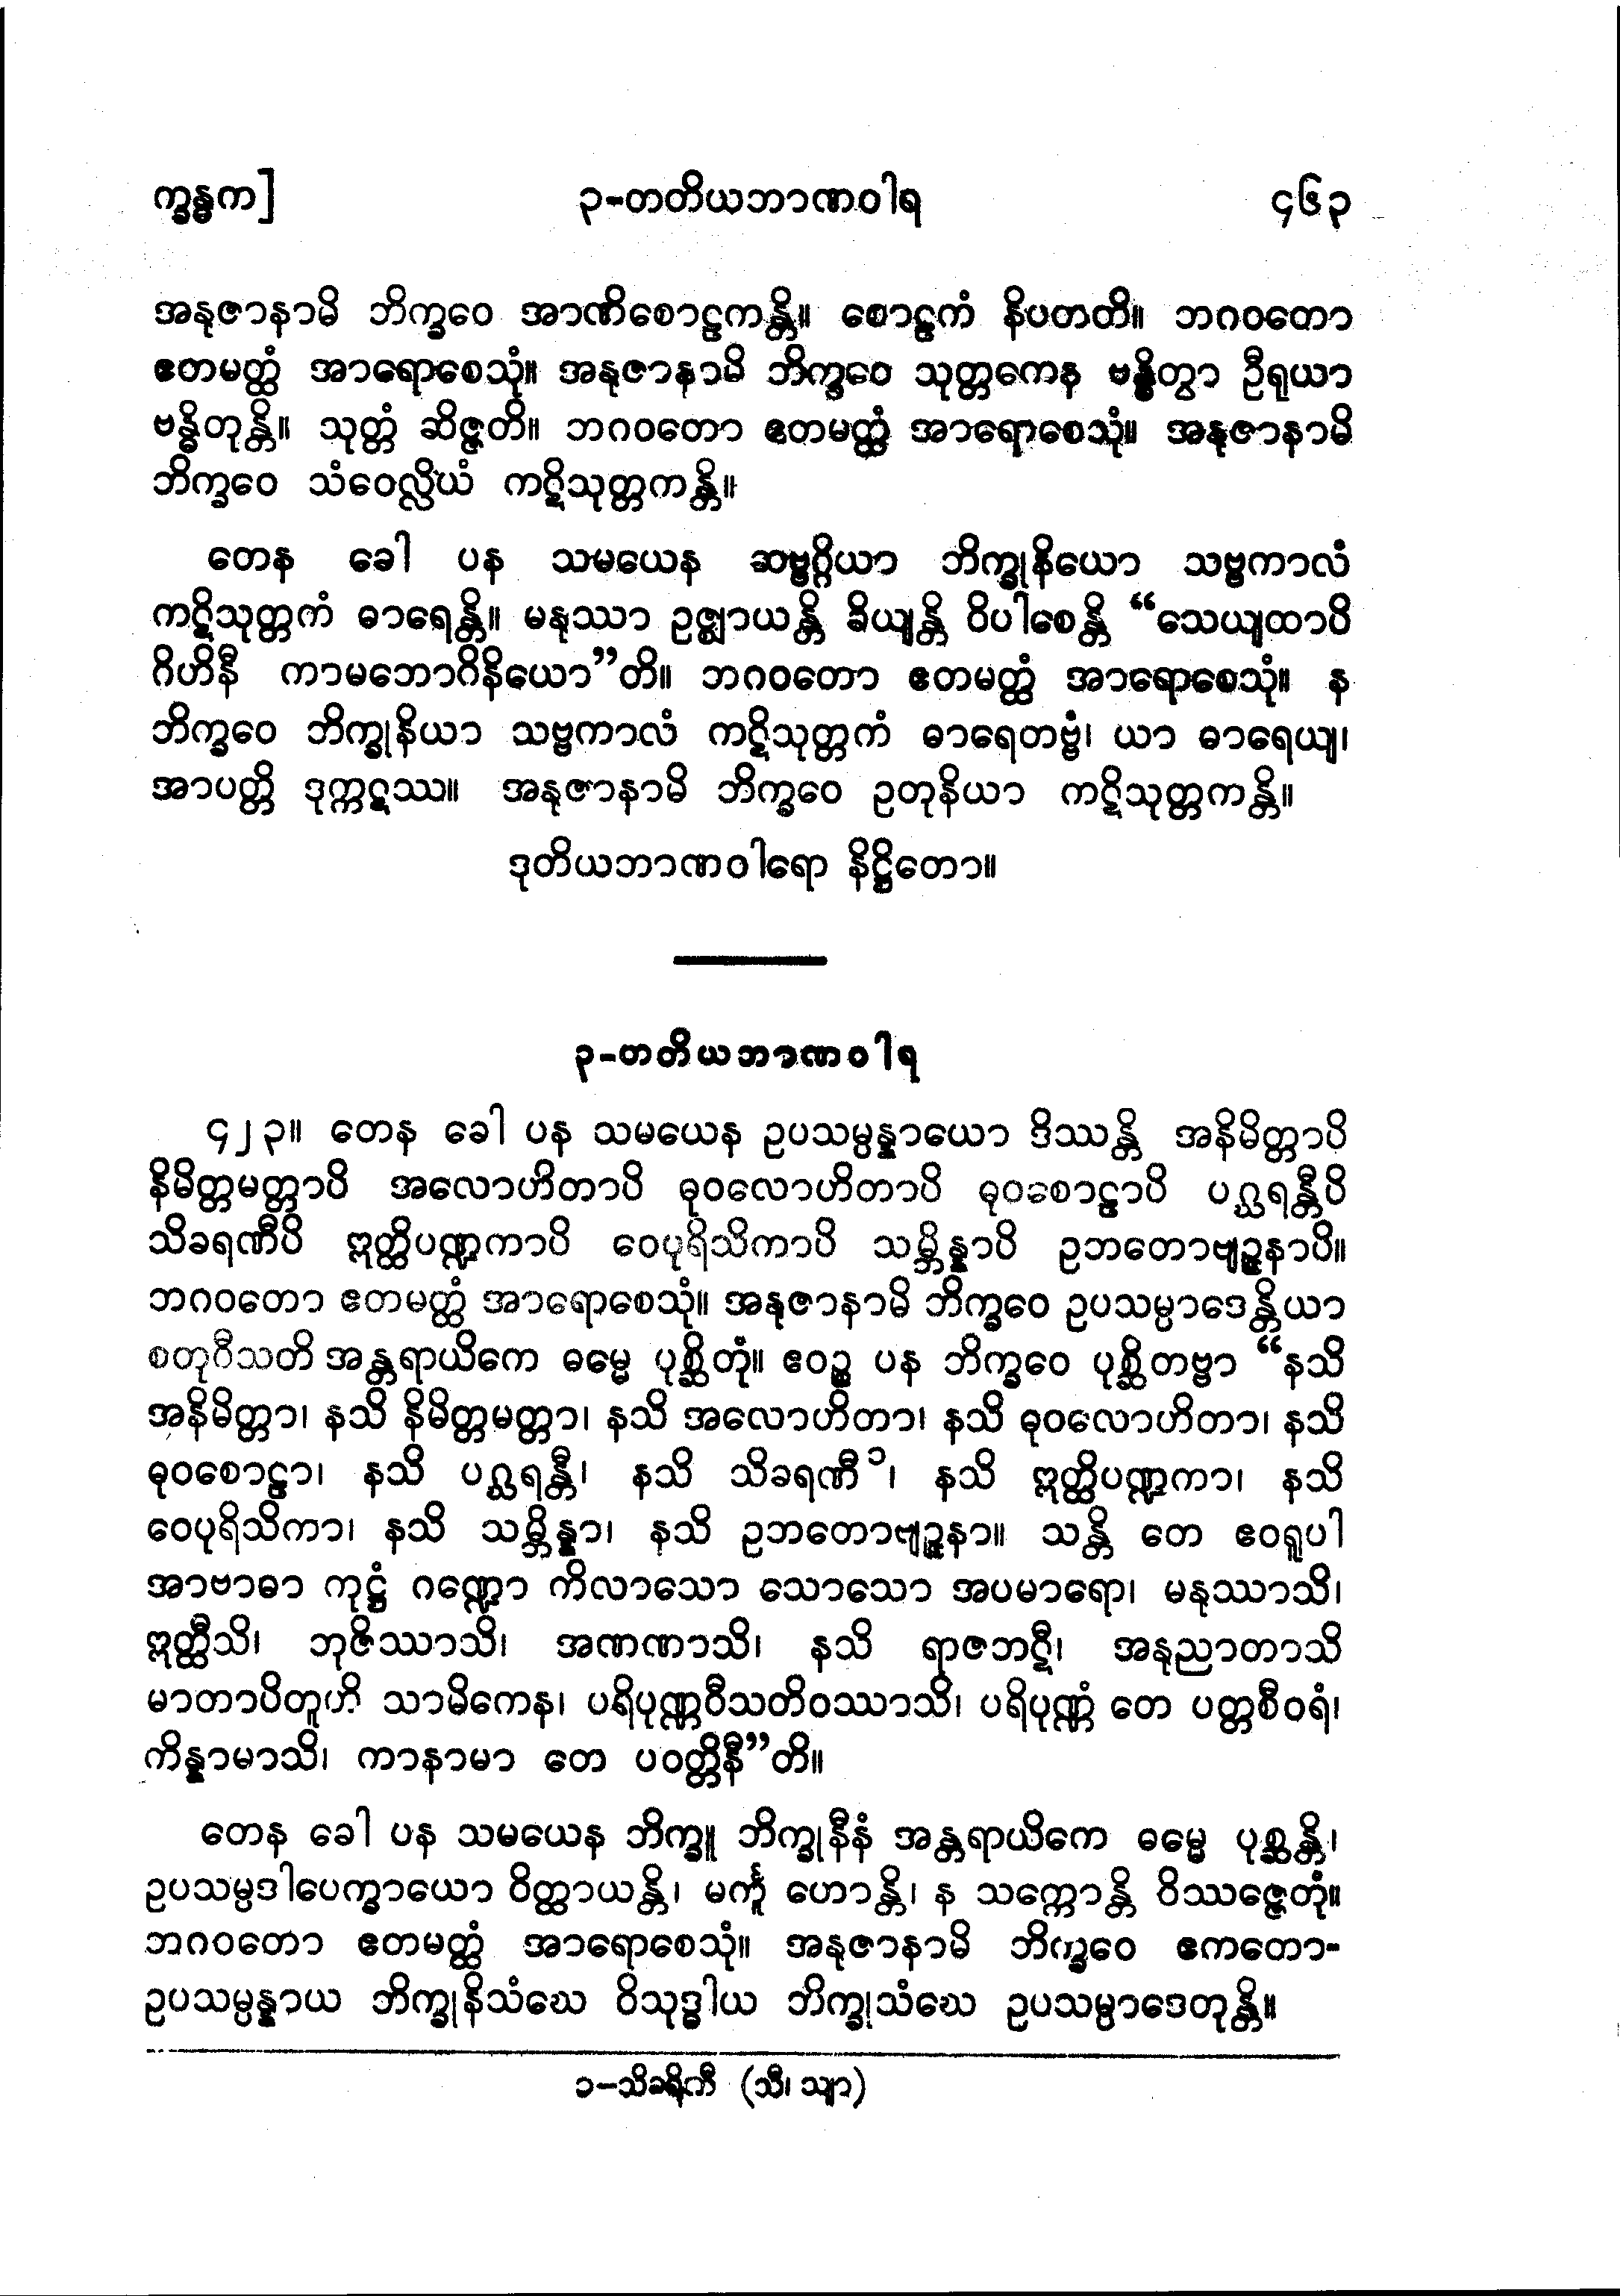 က္ခန္ဓက]
၃-တတိယဘာဏဝါရ
၄၆၃
အနုဇာနာမိ ဘိက္ခဝေ အာဏိစောဠကန္တိ။ စောဠကံ နိပတတိ။ ဘဂဝတော
ဧတမတ္ထံ အာရောစေသုံ။ အနုဇာနာမိ ဘိက္ခဝေ သုတ္တကေန ဗန္ဓိတွာ ဦရုယာ
ဗန္ဓိတုန္တိ။ သုတ္တံ ဆိဇ္ဇတိ။ ဘဂဝတော ဧတမတ္ထံ အာရောစေသုံ။ အနုဇာနာမိ
ဘိက္ခဝေ သံဝေလ္လိယံ ကဋိသုတ္တကန္တိ။
တေန ခေါ ပန သမယေန ဆဗ္ဗဂ္ဂိယာ ဘိက္ခုနိယော သဗ္ဗကာလံ
ကဋိသုတ္တကံ ဓာရေန္တိ။ မနုဿာ ဥဇ္ဈာယန္တိ ခိယျန္တိ ဝိပါစေန္တိ “သေယျထာပိ
ဂိဟိနီ ကာမဘောဂိနိယော”တိ။ ဘဂဝတော ဧတမတ္ထံ အာရောစေသုံ။ န
ဘိက္ခဝေ ဘိက္ခုနိယာ သဗ္ဗကာလံ ကဋိသုတ္တကံ ဓာရေတဗ္ဗံ၊ ယာ ဓာရေယျ၊
အာပတ္တိ ဒုက္ကဋဿ။ အနုဇာနာမိ ဘိက္ခဝေ ဥတုနိယာ ကဋိသုတ္တကန္တိ။
ဒုတိယဘာဏဝါရော နိဋ္ဌိတော။
၃-တတိယဘာဏဝါရ
၄၂၃။ တေန ခေါ ပန သမယေန ဥပသမ္ပန္နာယော ဒိဿန္တိ အနိမိတ္တာပိ
နိမိတ္တမတ္တာပိ အလောဟိတာပိ ဓုဝလောဟိတာပိ ဓုဝစောဠာပိ ပဂ္ဃရန္တီပိ
သိခရဏီပိ ဣတ္ထိပဏ္ဍကာပိ ဝေပုရိသိကာပိ သမ္ဘိန္နာပိ ဥဘတောဗျဉ္ဇနာပိ။
ဘဂဝတော ဧတမတ္ထံ အာရောစေသုံ။ အနုဇာနာမိ ဘိက္ခဝေ ဥပသမ္ပာဒေန္တိယာ
စတုဝီသတိ အန္တရာယိကေ ဓမ္မေ ပုစ္ဆိတုံ။ ဧဝဉ္စ ပန ဘိက္ခဝေ ပုစ္ဆိတဗ္ဗာ “နသိ
အနိမိတ္တာ၊ နသိ နိမိတ္တမတ္တာ၊ နသိ အလောဟိတာ၊ နသိ ဓုဝလောဟိတာ၊ နသိ
ဓုဝစောဠာ၊ နသိ ပဂ္ဃရန္တီ၊ နသိ သိခရဏီ၁၊ နသိ ဣတ္ထိပဏ္ဍကာ၊ နသိ
ဝေပုရိသိကာ၊ နသိ သမ္ဘိန္နာ၊ နသိ ဥဘတောဗျဉ္ဇနာ။ သန္တိ တေ ဧဝရူပါ
အာဗာဓာ ကုဋ္ဌံ ဂဏ္ဍော ကိလာသော သောသော အပမာရော၊ မနုဿာသိ၊
ဣတ္ထီသိ၊ ဘုဇိဿာသိ၊ အဏဏာသိ၊ နသိ ရာဇဘဋီ၊ အနုညာတာသိ
မာတာပိတူဟိ သာမိကေန၊ ပရိပုဏ္ဏဝီသတိဝဿာသိ၊ ပရိပုဏ္ဏံ တေ ပတ္တစီဝရံ၊
ကိန္နာမာသိ၊ ကာနာမာ တေ ပဝတ္တိနီ”တိ။
တေန ခေါ ပန သမယေန ဘိက္ခူ ဘိက္ခုနီနံ အန္တရာယိကေ ဓမ္မေ ပုစ္ဆန္တိ၊
ဥပသမ္ပဒါပေက္ခာယော ဝိတ္ထာယန္တိ၊ မင်္ကူ ဟောန္တိ၊ န သက္ကောန္တိ ဝိဿဇ္ဇေတုံ။
ဘဂဝတော ဧတမတ္ထံ အာရောစေသုံ။ အနုဇာနာမိ ဘိက္ခဝေ ဧကတော-
ဥပသမ္ပန္နာယ ဘိက္ခုနိသံဃေ ဝိသုဒ္ဓါယ ဘိက္ခုသံဃေ ဥပသမ္ပာဒေတုန္တိ။
၁-သိခရိဏီ (သီ၊ သျာ)